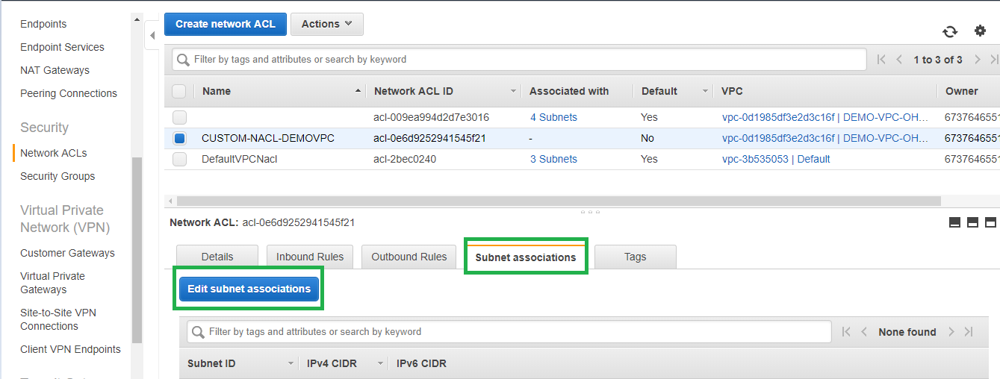 Endpoints
Endpoint Services
NAT Gateways
Peering Connections
Security
Network ACLs
Security Groups
Virtual Private
Network (VPN)
Customer Gateways
Virtual Private
Gateways
Site-to-Site VPN
Connections
Client VPN Endpoints
Create network ACL Actions
Filter by tags and attributes or search by keyword 1 to 3 of 3
Name Network ACL ID Associated with Default VPC Owner
acl-009ea994d2d7e3016 4 Subnets Yes vpc-0d1985df3e2d3c16f | DEMO-VPC-OH... 6737646551
CUSTOM-NACL-DEMOVPC acl-0e6d9252941545f21 - No vpc-0d1985df3e2d3c16f | DEMO-VPC-OH... 6737646551
DefaultVPCNacl acl-2bec0240 3 Subnets Yes vpc-3b535053 | Default 6737646551
Network ACL: acl-0e6d9252941545f21
Details Inbound Rules Outbound Rules Subnet associations Tags
Edit subnet associations
Filter by tags and attributes or search by keyword None found
Subnet ID IPv4 CIDR IPv6 CIDR